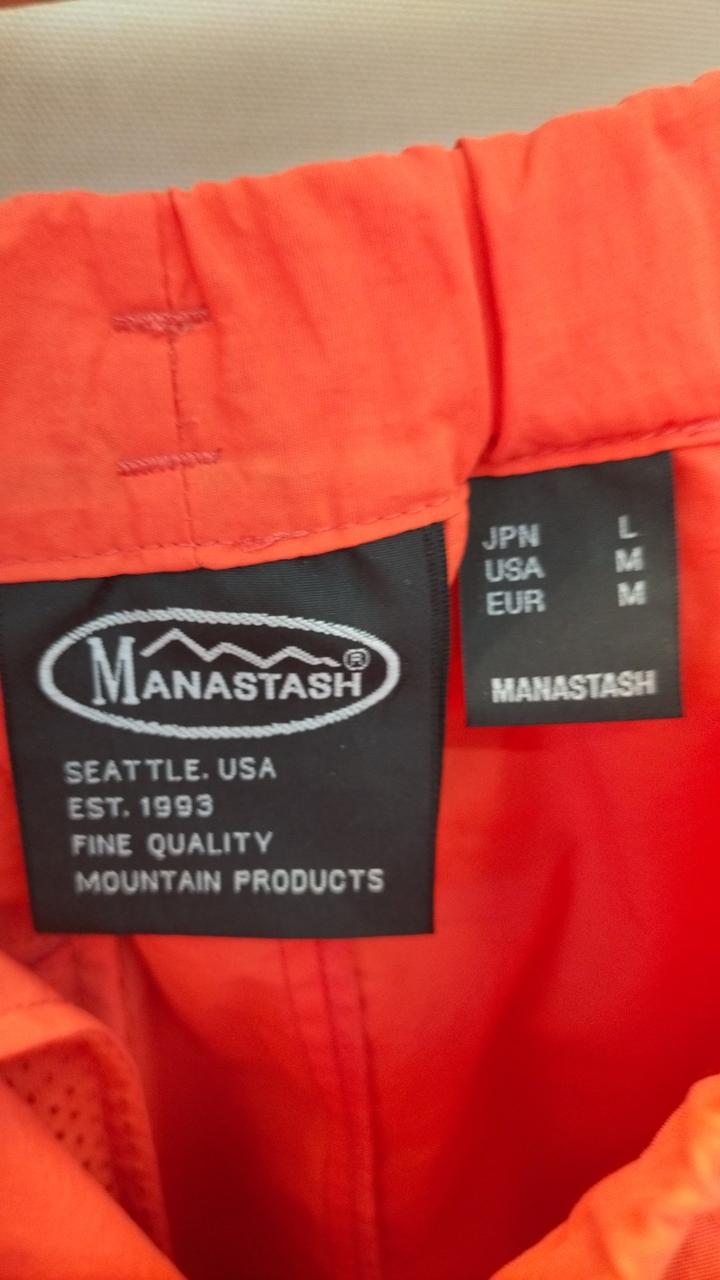 MANASTASH®
SEATTLE. USA
EST. 1993
FINE QUALITY
MOUNTAIN PRODUCTS
JPN L
USA M
EUR M
MANASTASH